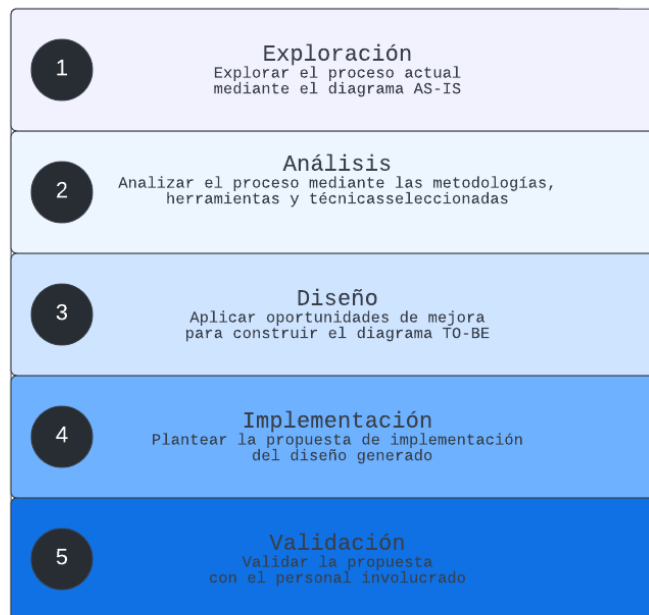 1
Exploración
Explorar el proceso actual
mediante el diagrama AS-IS
2
Análisis
Analizar el proceso mediante las metodologías,
herramientas y técnicasseleccionadas
3
Diseño
Aplicar oportunidades de mejora
para construir el diagrama TO-BE
4
Implementación
Plantear la propuesta de implementación
del diseño generado
5
Validación
Validar la propuesta
con el personal involucrado